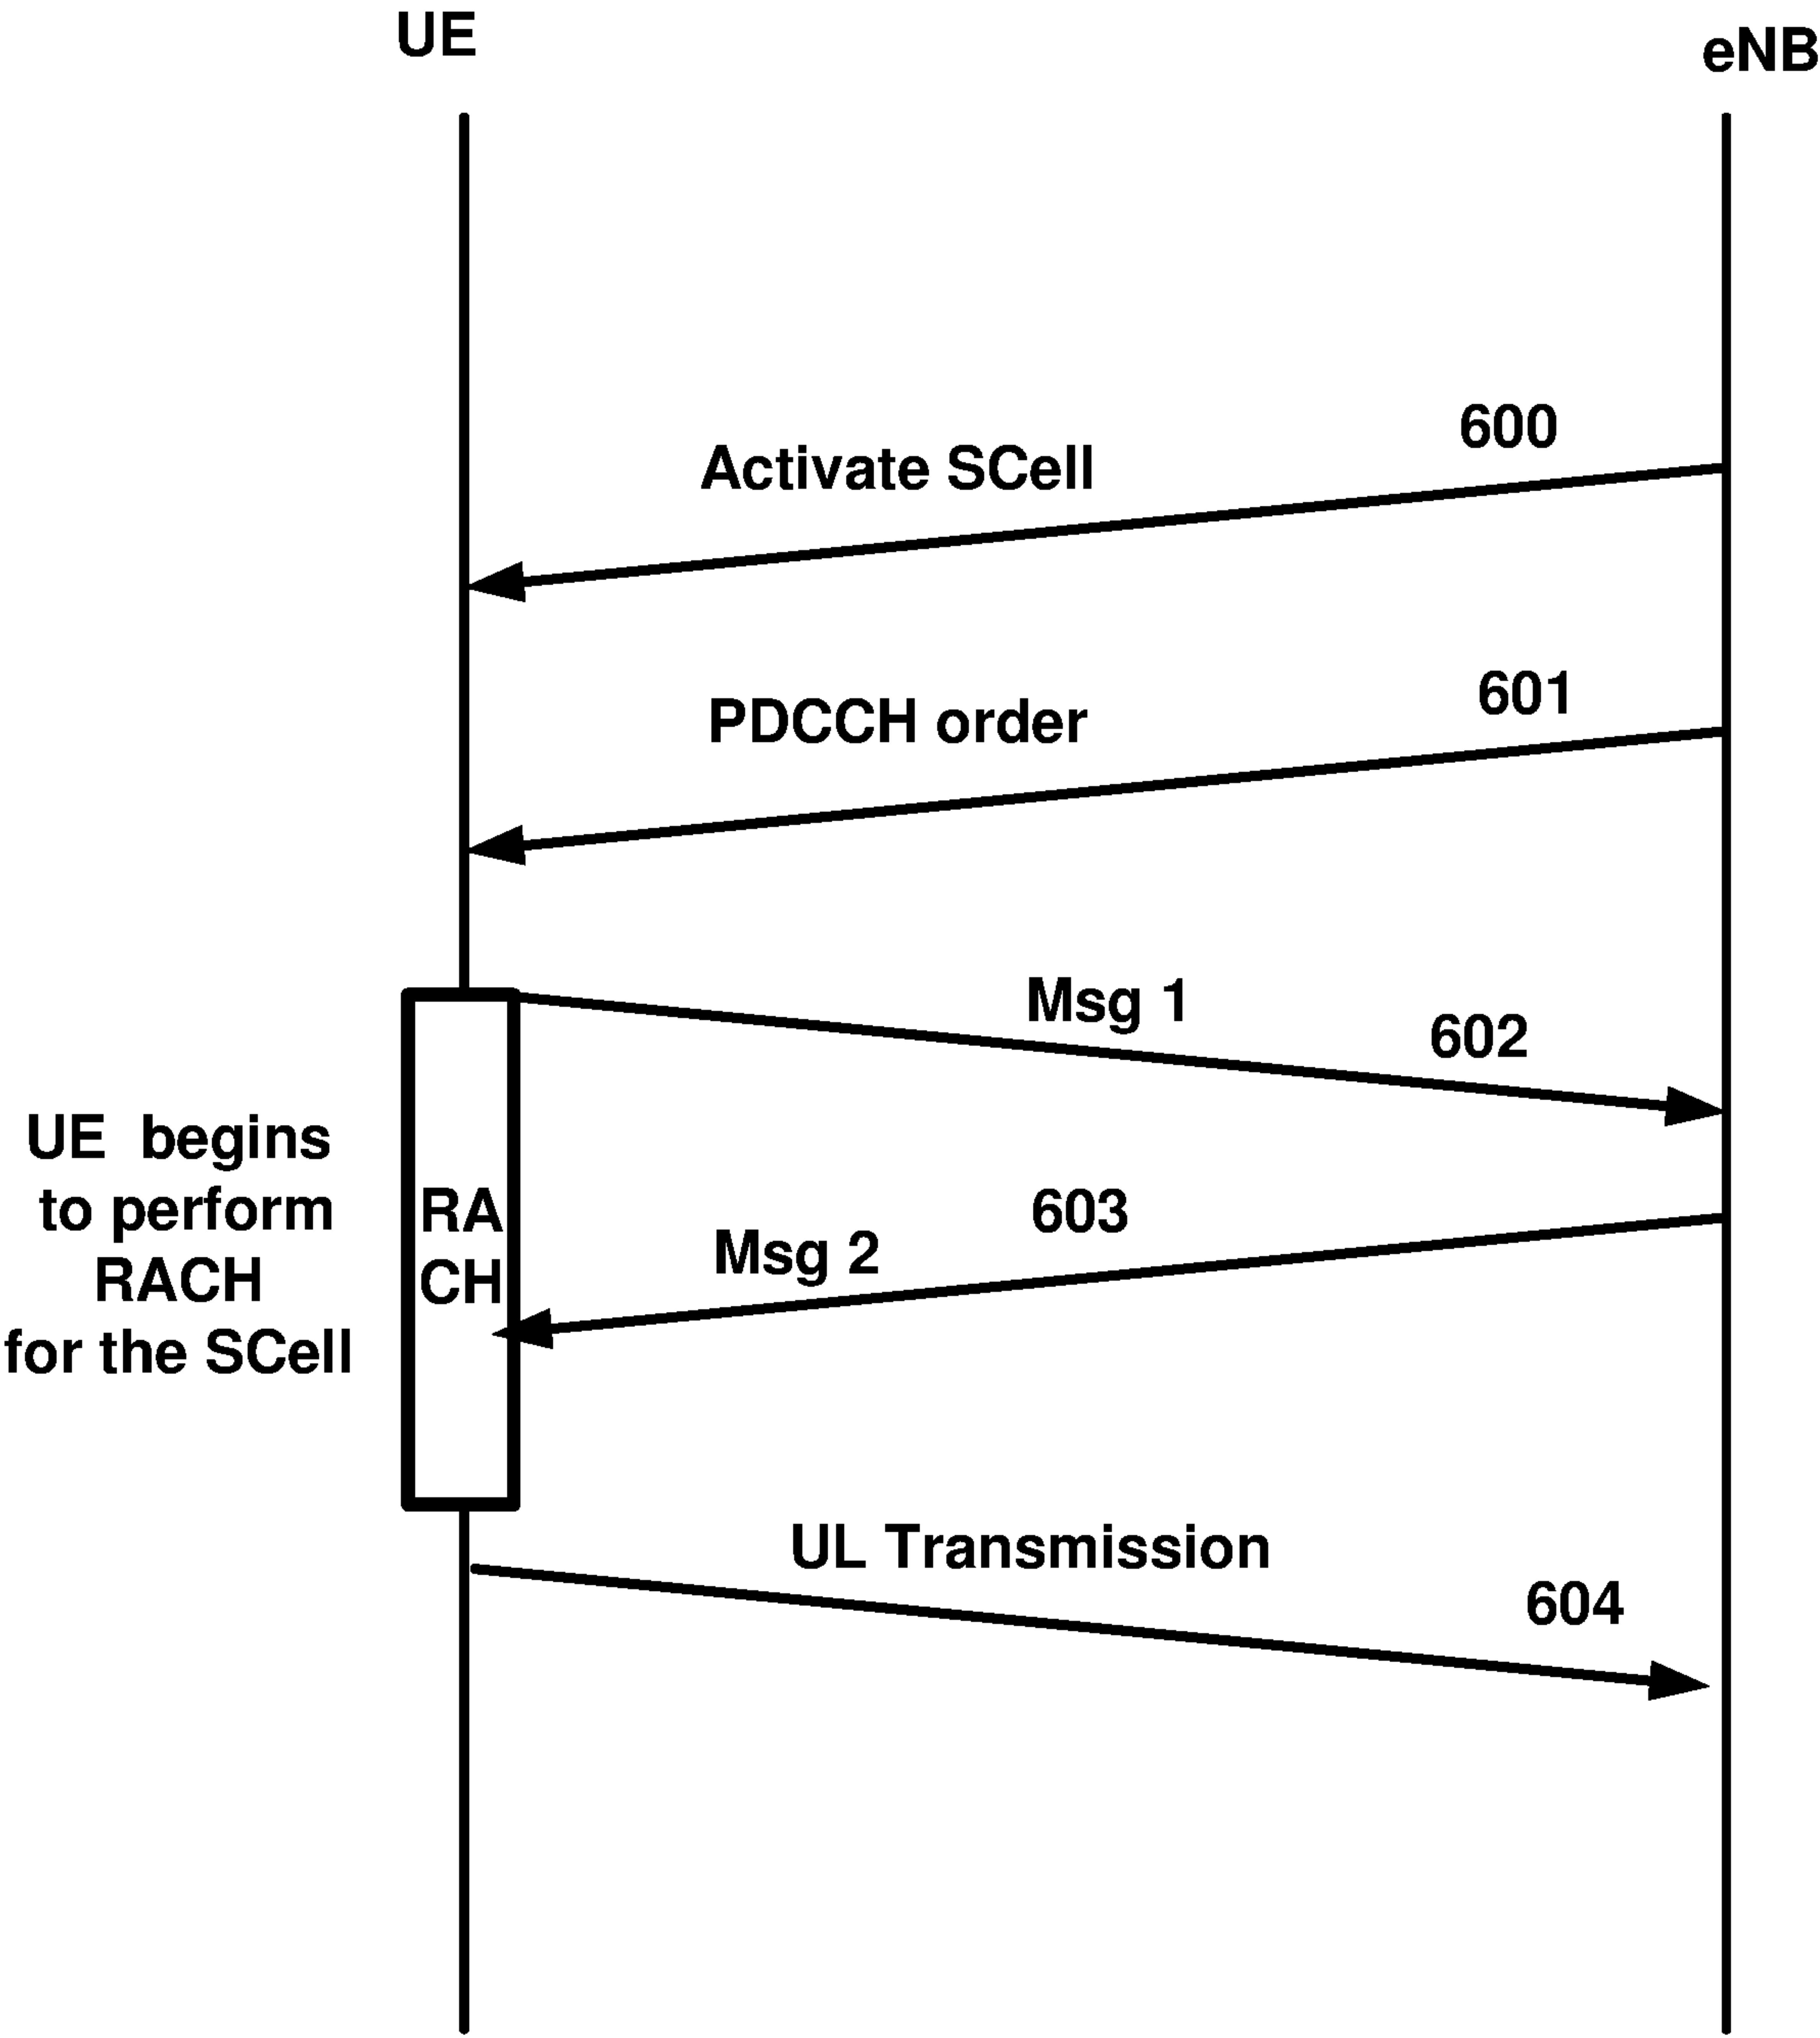 UE
eNB
600
Activate SCell
601
PDCCH order
Msg 1
602
UE begins
to perform
RACH
for the SCell
RA
CH
603
Msg 2
UL Transmission
604